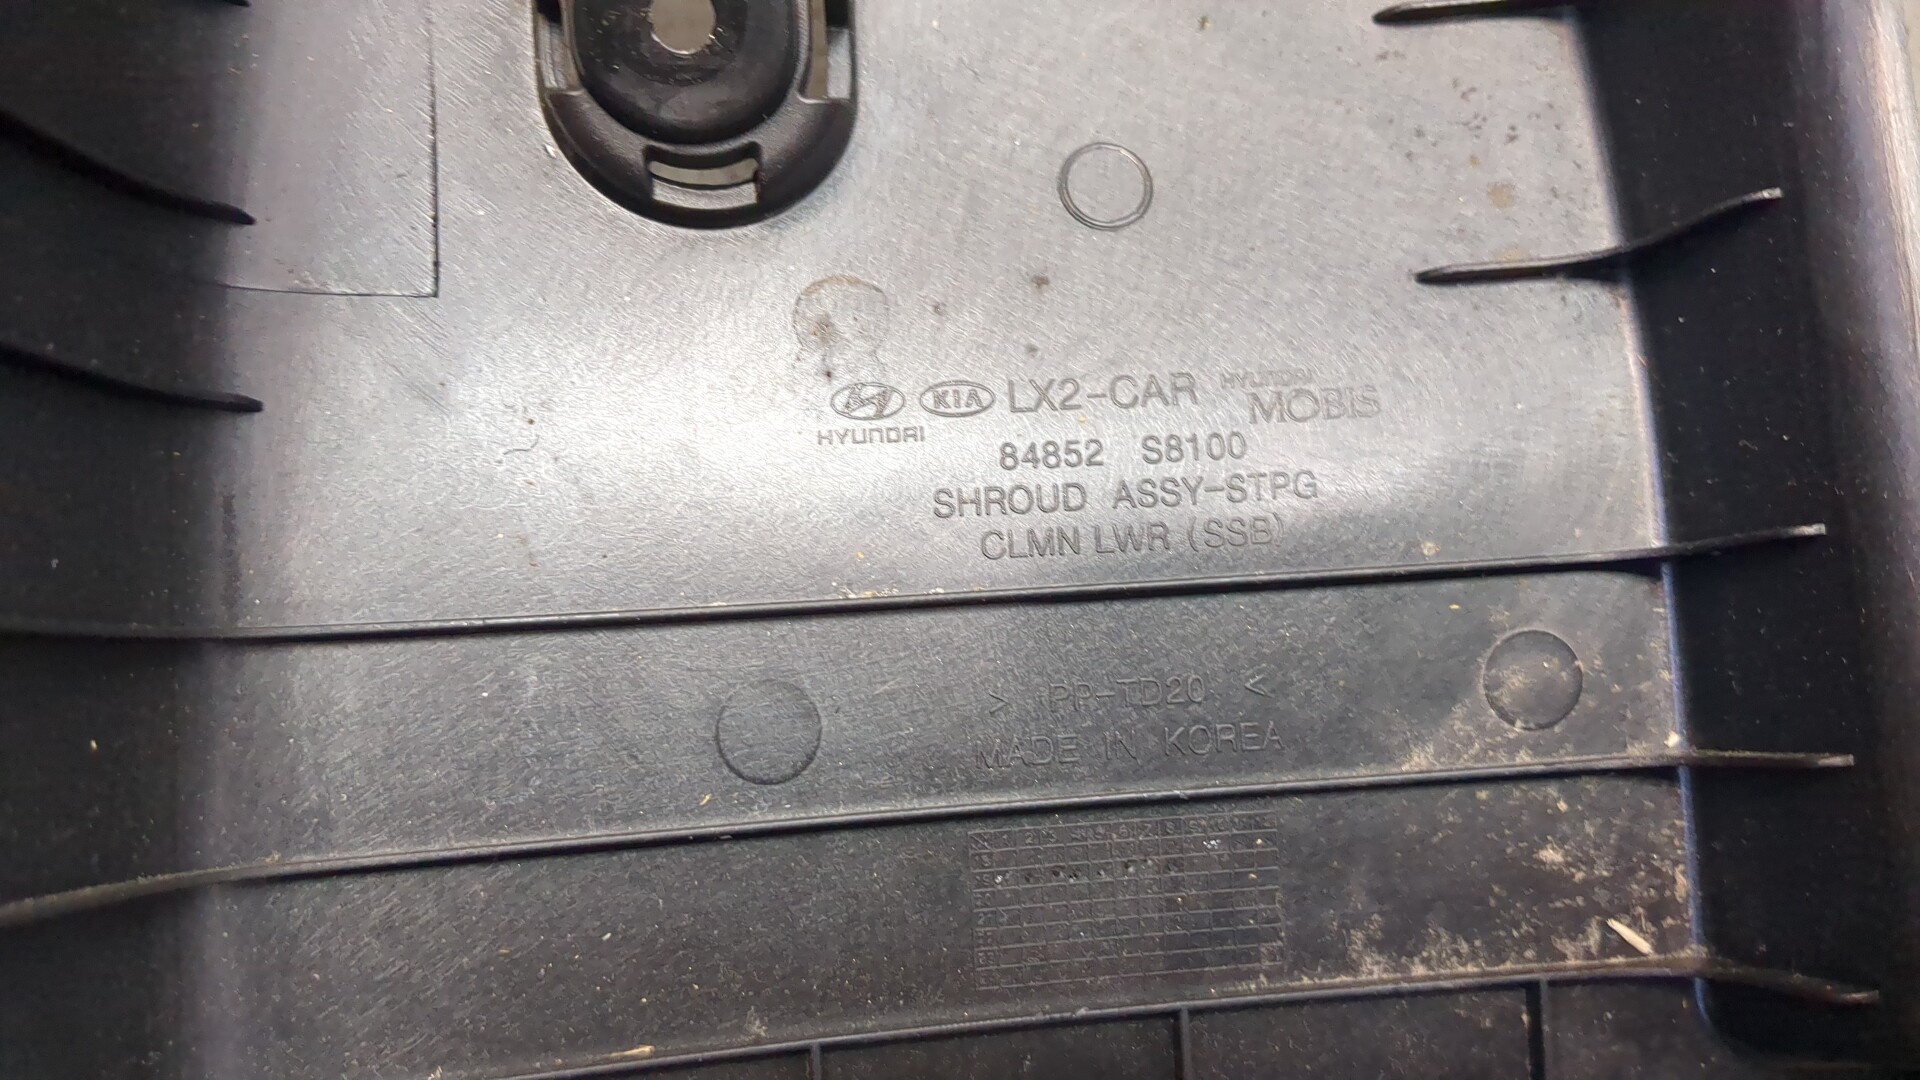 HYUNDAI KIA LX2-CAR HYUNDAI MOBIS
84852 S8100
SHROUD ASSY-STPG
CLMN LWR (SSB)
> PP-TD20 <
MADE IN KOREA